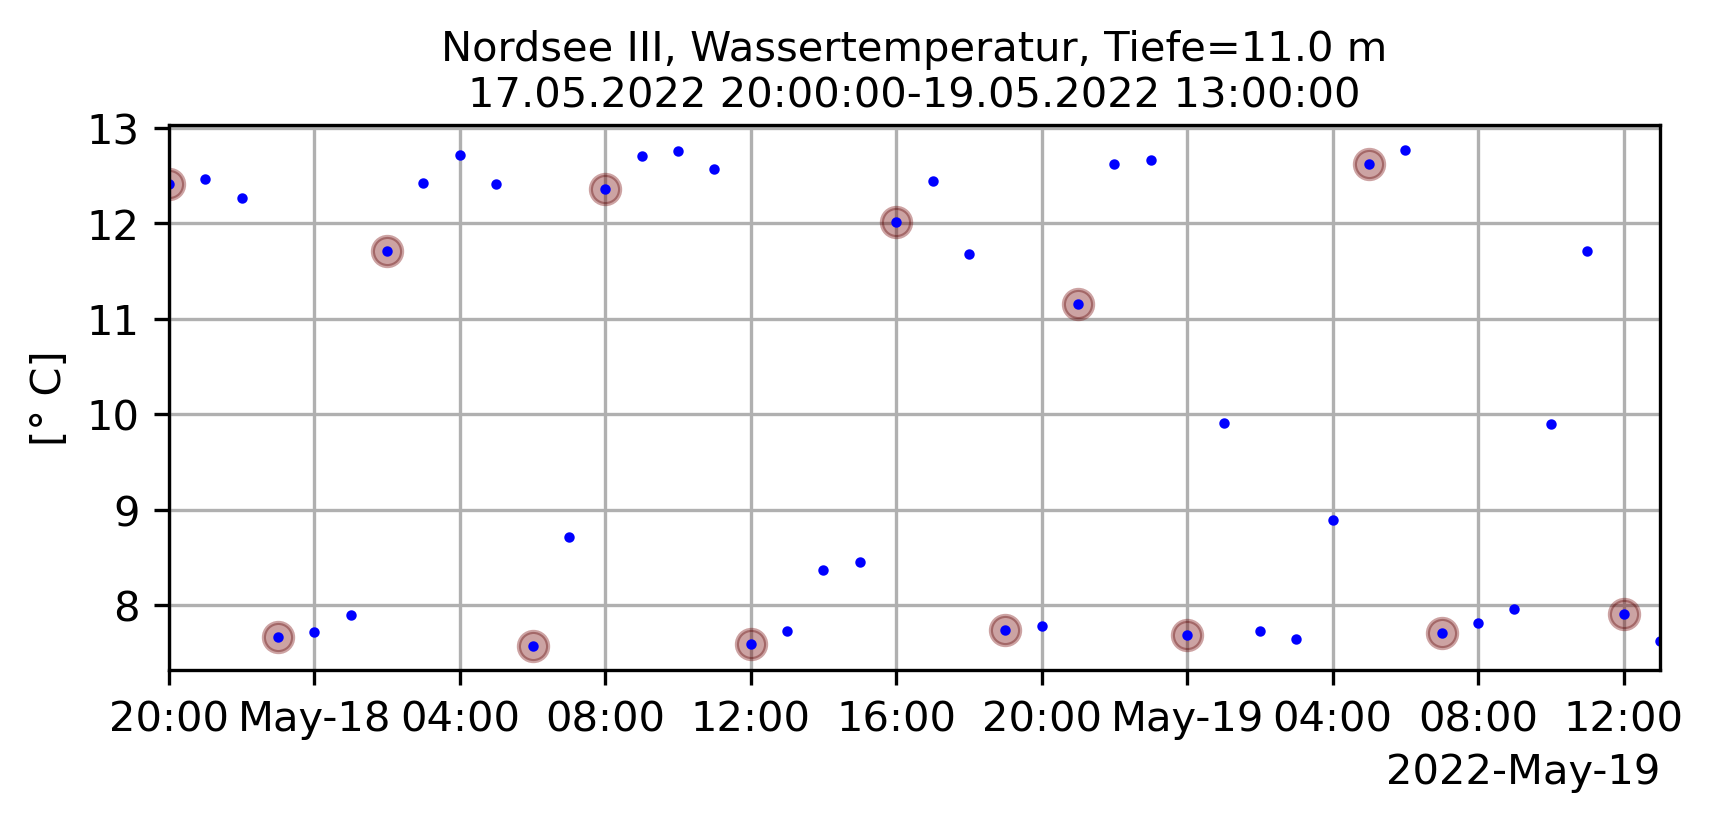 Nordsee III, Wassertemperatur, Tiefe=11.0 m
17.05.2022 20:00:00-19.05.2022 13:00:00
13
12
11
10
9
8
[° C]
20:00 May-18 04:00 08:00 12:00 16:00 20:00 May-19 04:00 08:00 12:00
2022-May-19